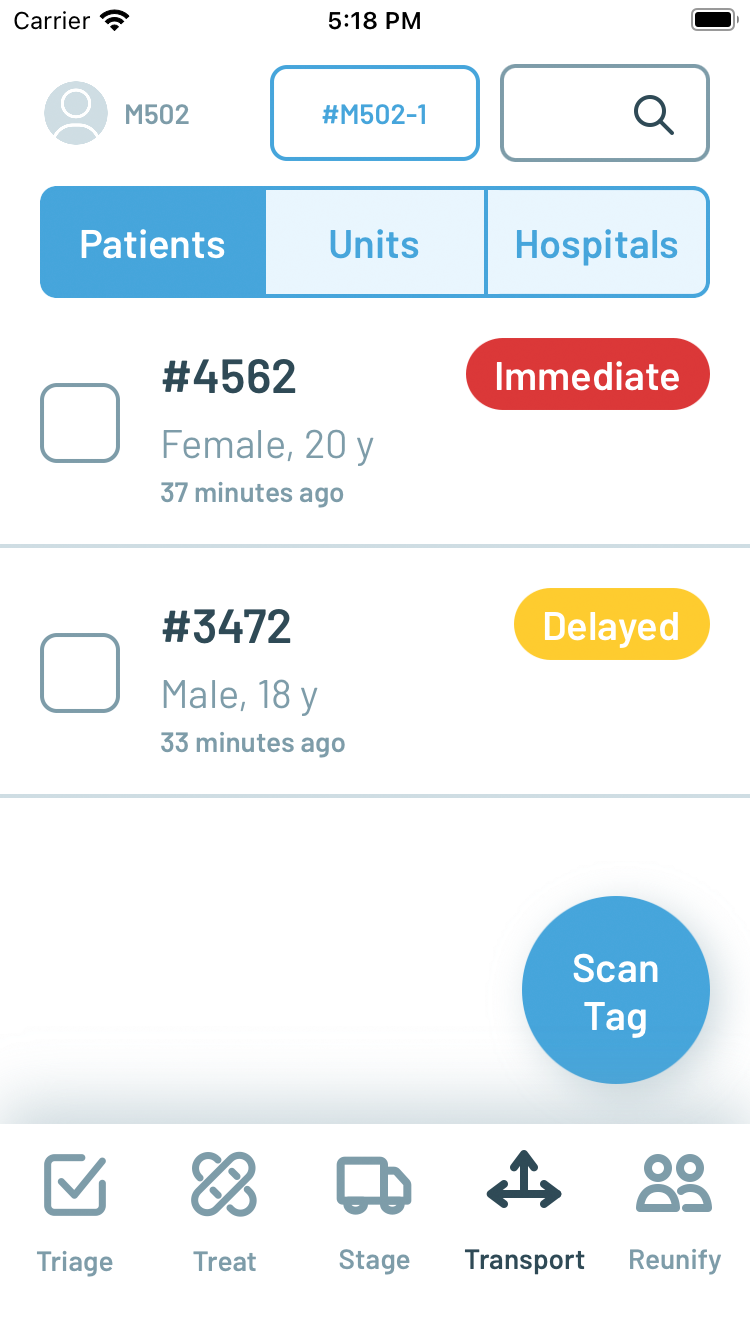 Carrier 5:18 PM
M502 #M502-1
Patients Units Hospitals
#4562 Immediate
Female, 20 y
37 minutes ago
#3472 Delayed
Male, 18 y
33 minutes ago
Scan
Tag
Triage Treat Stage Transport Reunify